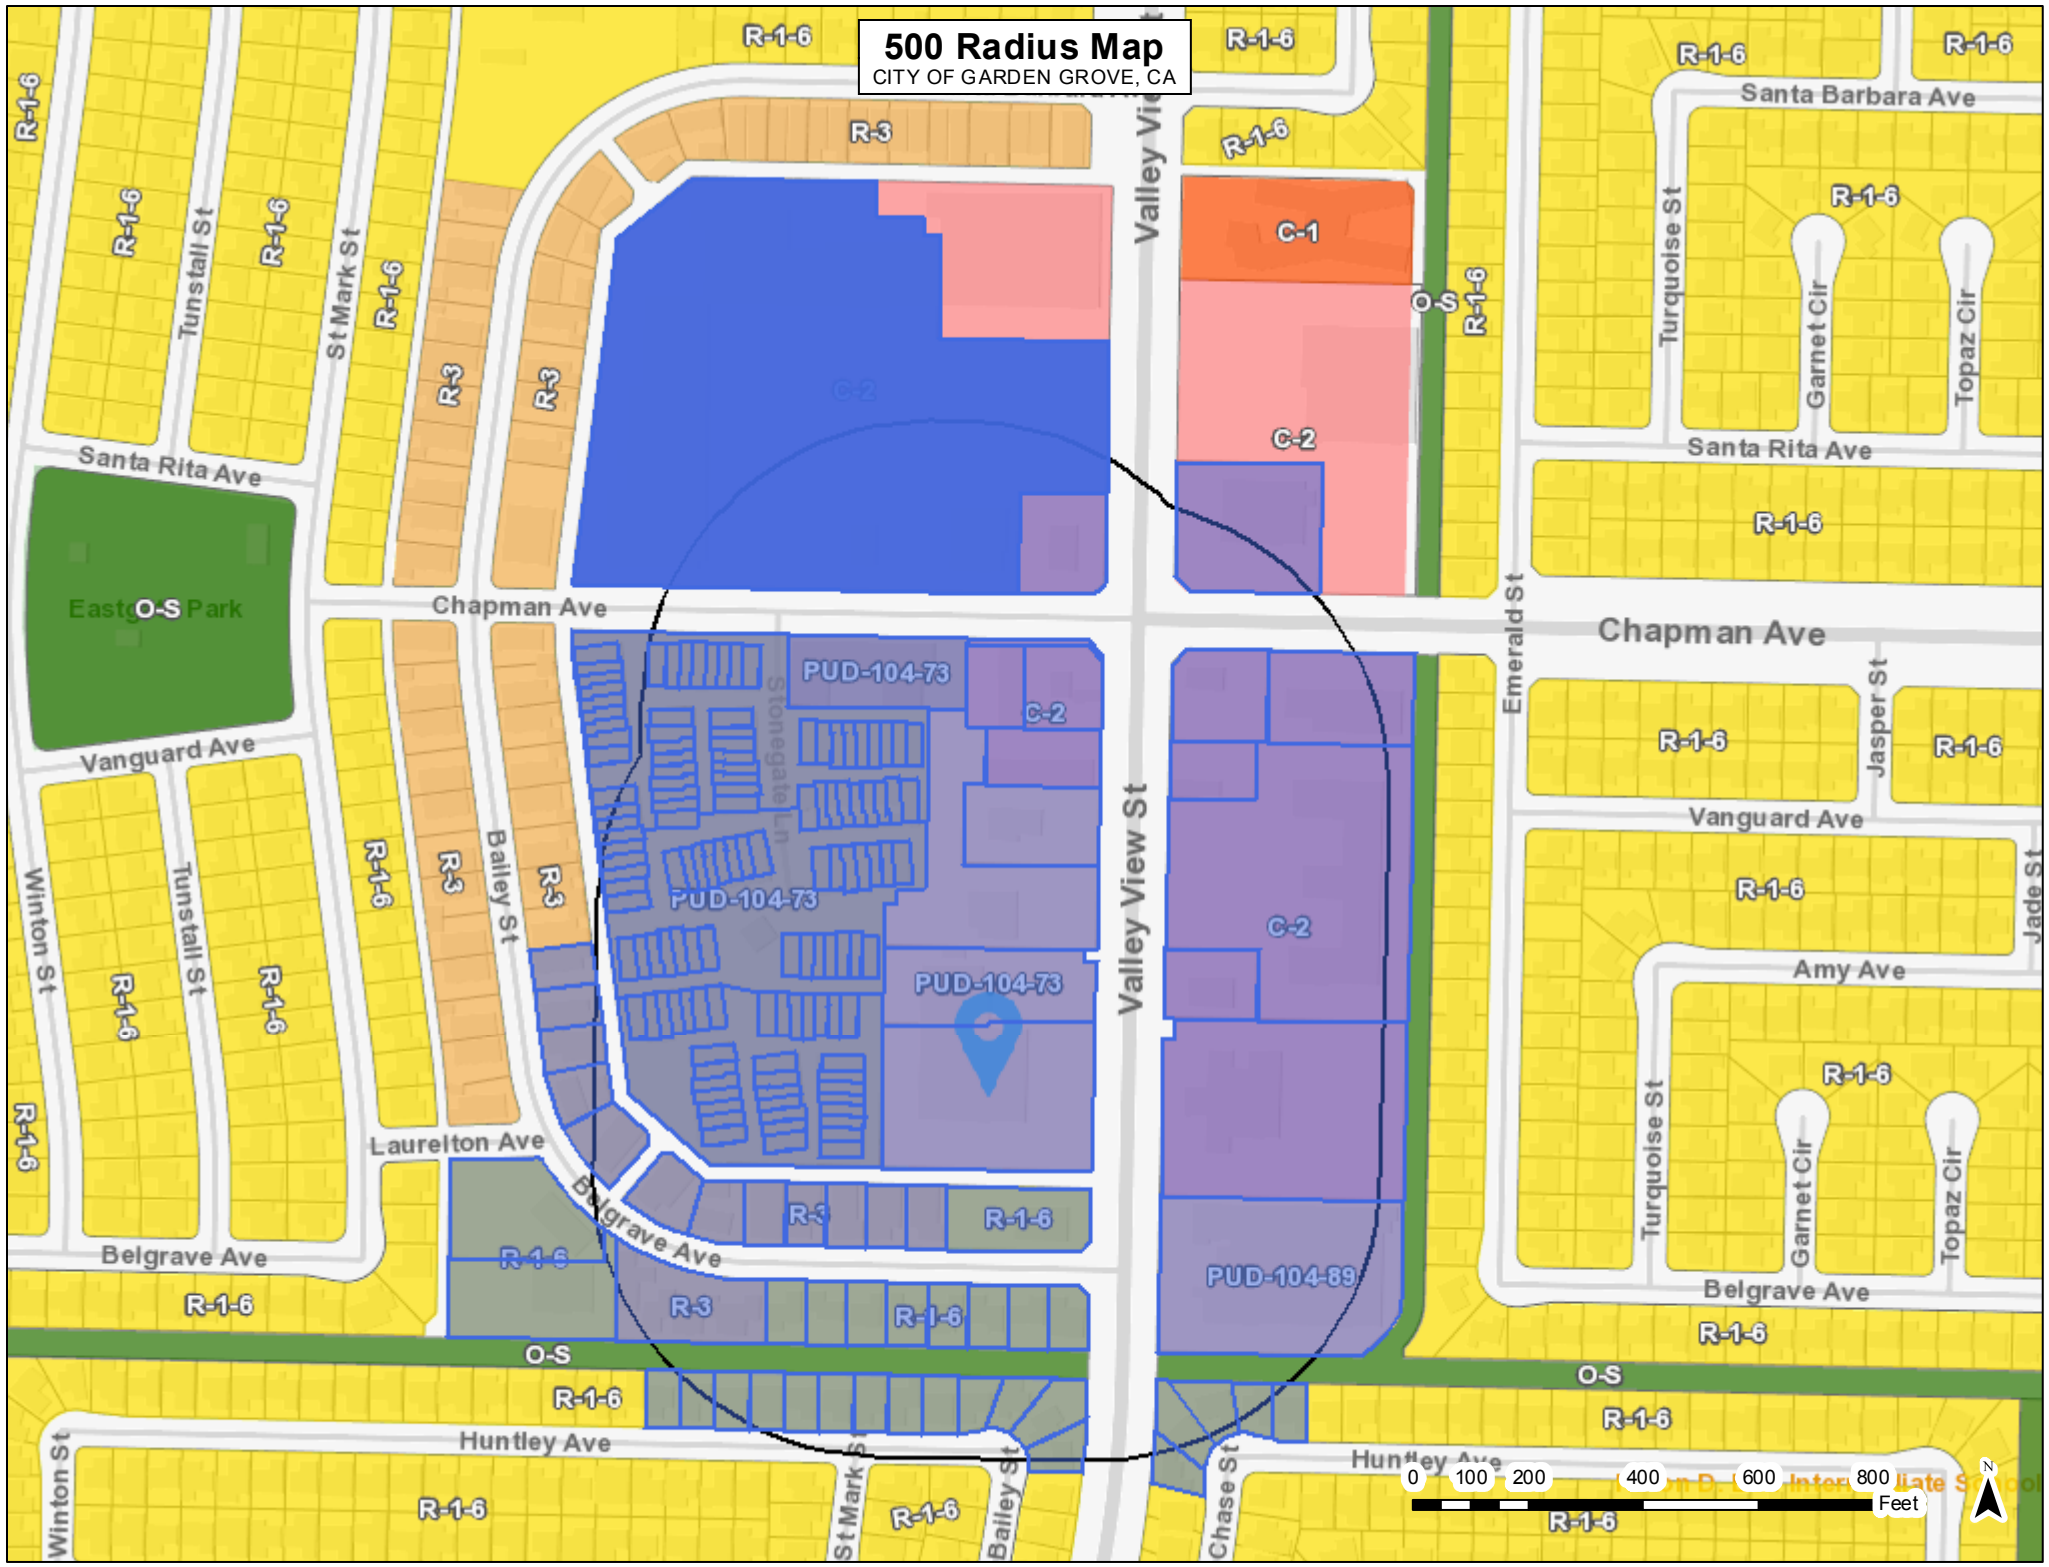 500 Radius Map
CITY OF GARDEN GROVE, CA
R-1-6
R-1-6
R-1-6
R-1-6
R-1-6
Santa Barbara Ave
R-3
R-1-6
Valley View St
R-1-6
R-1-6
R-1-6
R-1-6
Tunstall St
St Mark St
R-1-6
C-1
O-S
R-1-6
Turquoise St
Garnet Cir
Topaz Cir
R-3
R-3
C-2
C-2
Santa Rita Ave
Santa Rita Ave
R-1-6
O-S
Park
Chapman Ave
Chapman Ave
Emerald St
PUD-104-73
C-2
Stonegate Ln
R-1-6
Jasper St
R-1-6
Vanguard Ave
Vanguard Ave
Valley View St
R-1-6
R-3
Bailey St
R-3
PUD-104-73
C-2
R-1-6
Jade St
Winton St
Tunstall St
R-1-6
R-1-6
PUD-104-73
Amy Ave
R-1-6
R-1-6
Laurelton Ave
Turquoise St
Garnet Cir
Topaz Cir
Belgrave Ave
R-3
R-1-6
Belgrave Ave
R-1-6
PUD-104-89
Belgrave Ave
R-1-6
R-3
R-1-6
R-1-6
O-S
O-S
R-1-6
R-1-6
Huntley Ave
Huntley Ave
Winton St
St Mark St
Bailey St
Chase St
R-1-6
R-1-6
R-1-6
0 100 200 400 600 800
Feet
N